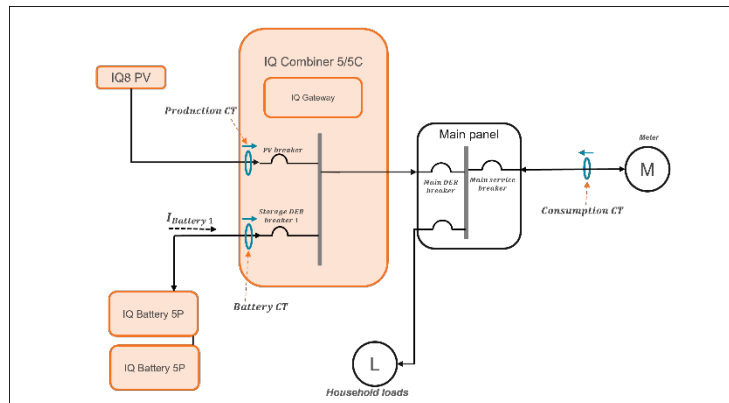 IQ Combiner 5/5C
IQ Gateway
IQ8 PV
Production CT
PV breaker
Main panel
Meter
M
Main DER
breaker
Main service
breaker
Consumption CT
I Battery 1
Storage DER
breaker 1
Battery CT
IQ Battery 5P
IQ Battery 5P
L
Household loads